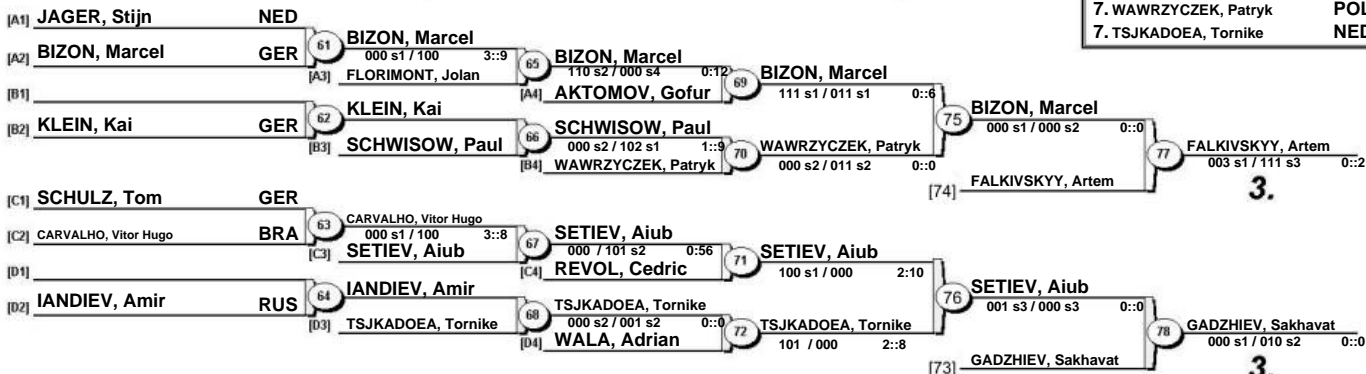 7. WAWRZYCZEK, Patryk POL
7. TSJKADOEA, Tornike NED
[A1] JAGER, Stijn NED
[A2] BIZON, Marcel GER
61 BIZON, Marcel
000 s1 / 100 3::9
[A3] FLORIMONT, Jolan
65 BIZON, Marcel
110 s2 / 000 s4 0:12
[A4] AKTOMOV, Gofur
69 BIZON, Marcel
111 s1 / 011 s1 0::6
[B1]
[B2] KLEIN, Kai GER
62 KLEIN, Kai
[B3] SCHWISOW, Paul
66 SCHWISOW, Paul
000 s2 / 102 s1 1::9
[B4] WAWRZYCZEK, Patryk
70 WAWRZYCZEK, Patryk
000 s2 / 011 s2 0::0
75 BIZON, Marcel
000 s1 / 000 s2 0::0
[74] FALKIVSKYY, Artem
77 FALKIVSKYY, Artem
003 s1 / 111 s3 0::2
3.
[C1] SCHULZ, Tom GER
[C2] CARVALHO, Vitor Hugo BRA
63 CARVALHO, Vitor Hugo
000 s1 / 100 3::8
[C3] SETIEV, Aiub
67 SETIEV, Aiub
000 / 101 s2 0:56
[C4] REVOL, Cedric
71 SETIEV, Aiub
100 s1 / 000 2:10
[D1]
[D2] IANDIEV, Amir RUS
64 IANDIEV, Amir
[D3] TSJKADOEA, Tornike
68 TSJKADOEA, Tornike
000 s2 / 001 s2 0::0
[D4] WALA, Adrian
72 TSJKADOEA, Tornike
101 / 000 2::8
76 SETIEV, Aiub
001 s3 / 000 s3 0::0
[73] GADZHIEV, Sakhavat
78 GADZHIEV, Sakhavat
000 s1 / 010 s2 0::0
3.